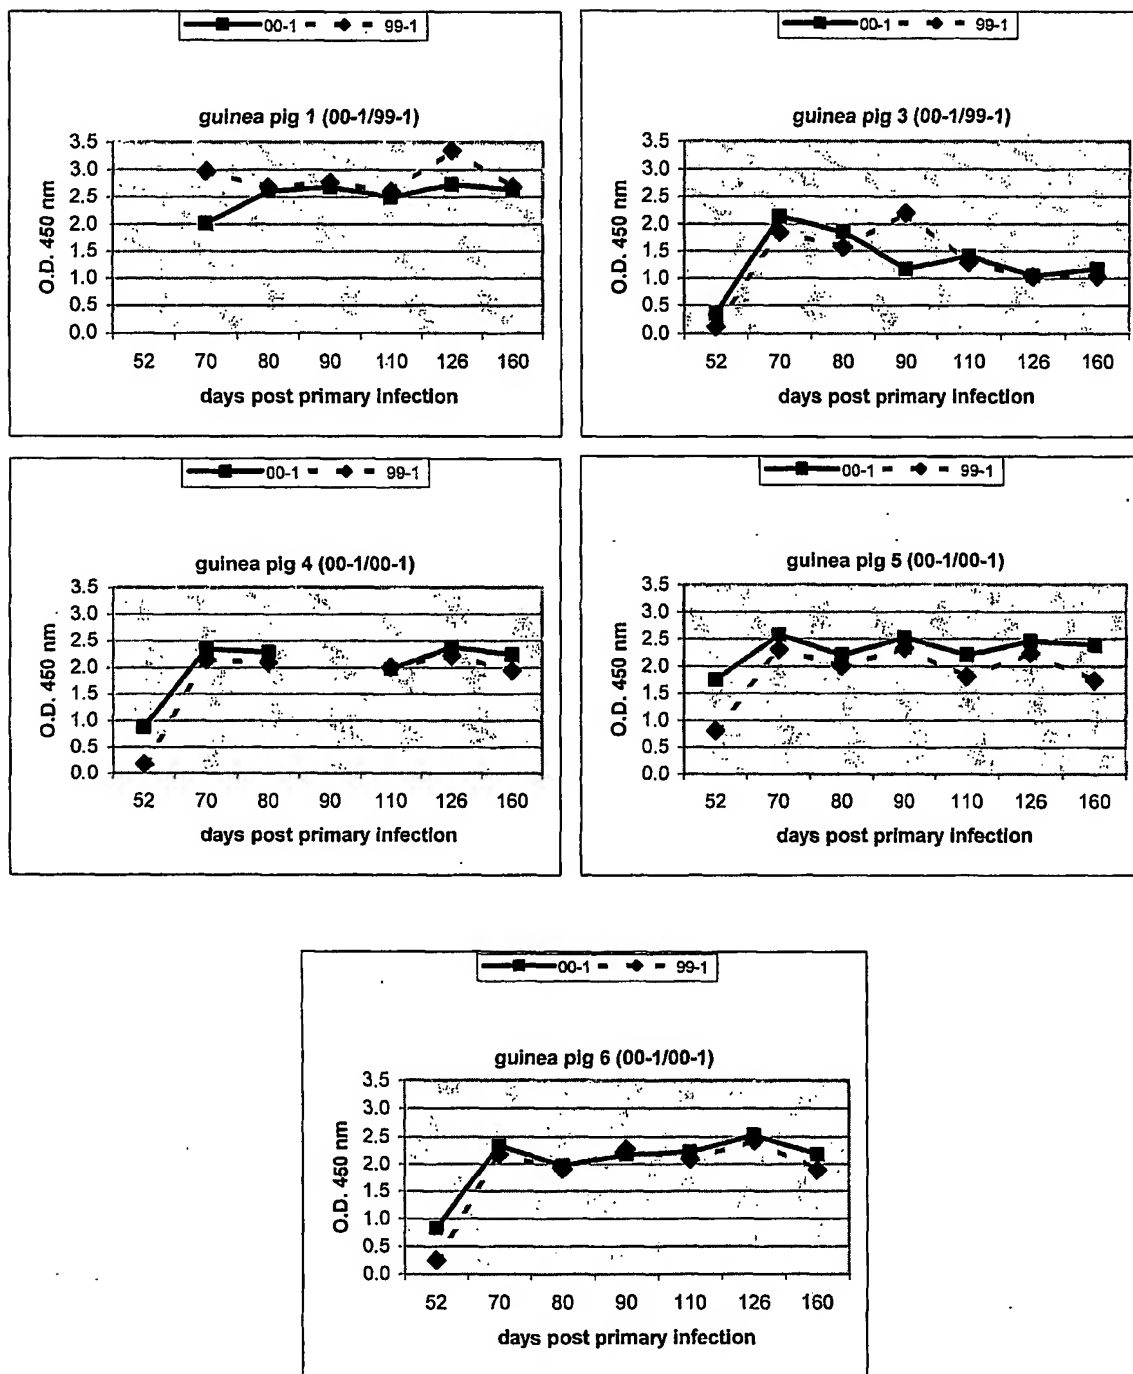 00-1 99-1
guinea pig 1 (00-1/99-1)
O.D. 450 nm
3.5
3.0
2.5
2.0
1.5
1.0
0.5
0.0
52 70 80 90 110 126 160
days post primary infection
00-1 99-1
guinea pig 3 (00-1/99-1)
O.D. 450 nm
3.5
3.0
2.5
2.0
1.5
1.0
0.5
0.0
52 70 80 90 110 126 160
days post primary infection
00-1 99-1
guinea pig 4 (00-1/00-1)
O.D. 450 nm
3.5
3.0
2.5
2.0
1.5
1.0
0.5
0.0
52 70 80 90 110 126 160
days post primary infection
00-1 99-1
guinea pig 5 (00-1/00-1)
O.D. 450 nm
3.5
3.0
2.5
2.0
1.5
1.0
0.5
0.0
52 70 80 90 110 126 160
days post primary infection
00-1 99-1
guinea pig 6 (00-1/00-1)
O.D. 450 nm
3.5
3.0
2.5
2.0
1.5
1.0
0.5
0.0
52 70 80 90 110 126 160
days post primary infection